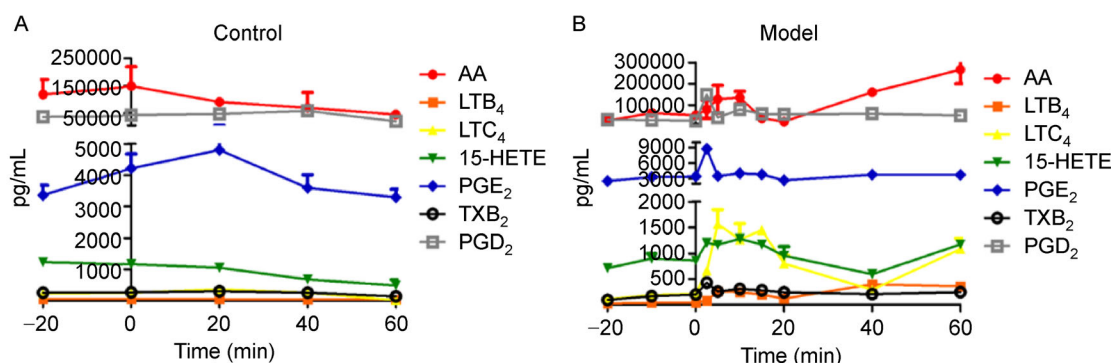 A
Control
250000
150000
50000
5000
4000
3000
2000
1000
pg/mL
−20
0
20
40
60
Time (min)
AA
LTB4
LTC4
15-HETE
PGE2
TXB2
PGD2
B
Model
300000
200000
100000
9000
6000
3000
2000
1500
1000
500
pg/mL
−20
0
20
40
60
Time (min)
AA
LTB4
LTC4
15-HETE
PGE2
TXB2
PGD2